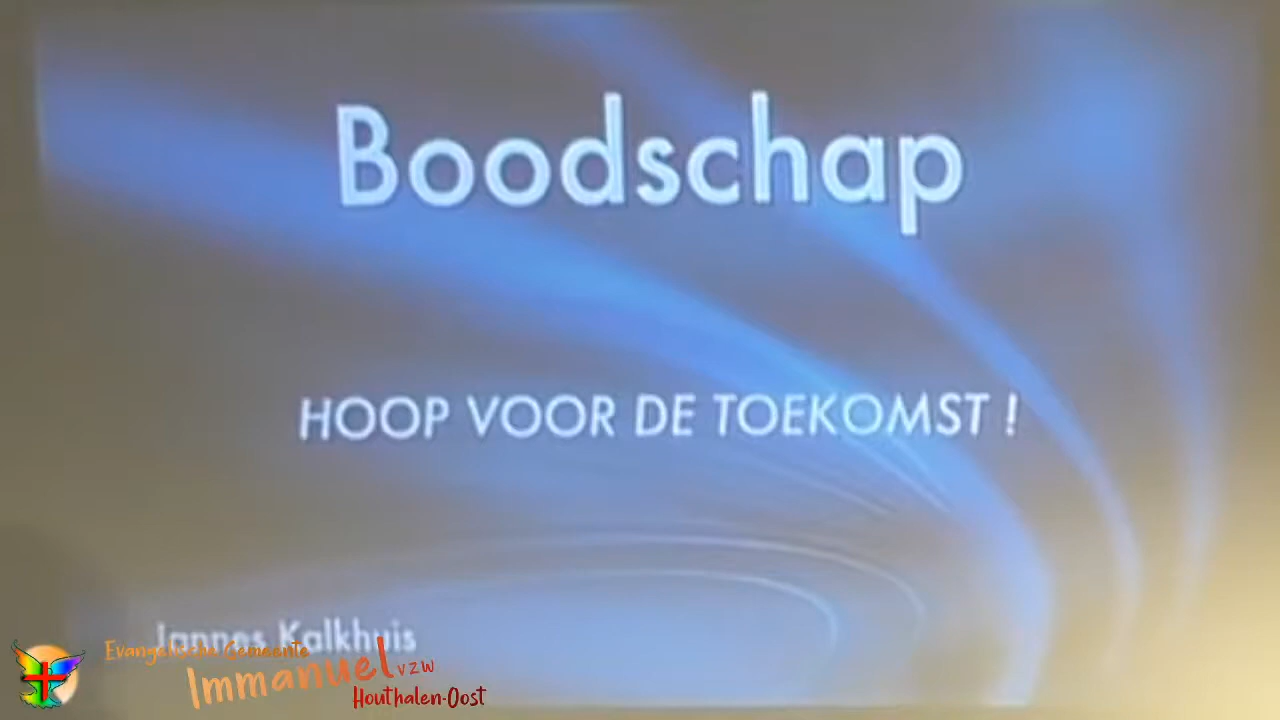 Boodschap
HOOP VOOR DE TOEKOMST !
Jannes Kalkhuis
Evangelische Gemeente
Immanuel vzw
Houthalen-Oost